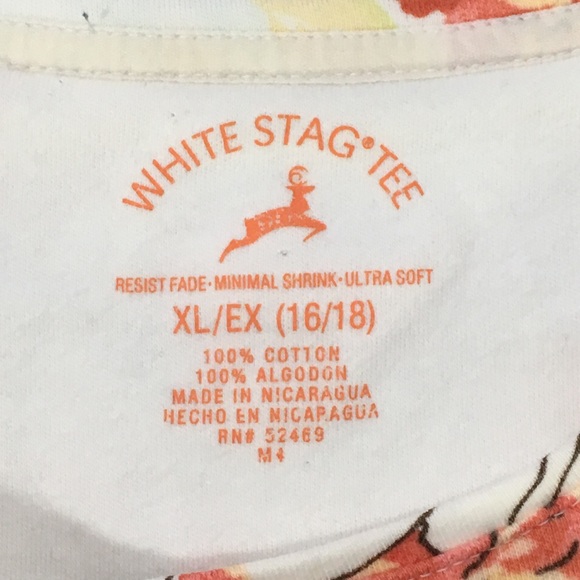 WHITE STAG® TEE
RESIST FADE · MINIMAL SHRINK · ULTRA SOFT
XL/EX (16/18)
100% COTTON
100% ALGODON
MADE IN NICARAGUA
HECHO EN NICARAGUA
RN# 52469
M4